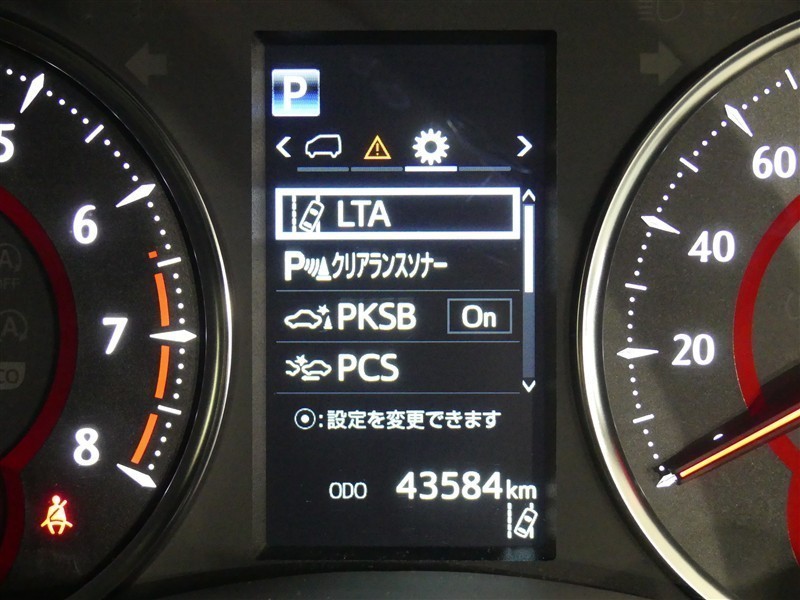 P
LTA
Pクリアランスソナー
PKSB On
PCS
:設定を変更できます
ODO 43584km
5
6
7
8
60
40
20